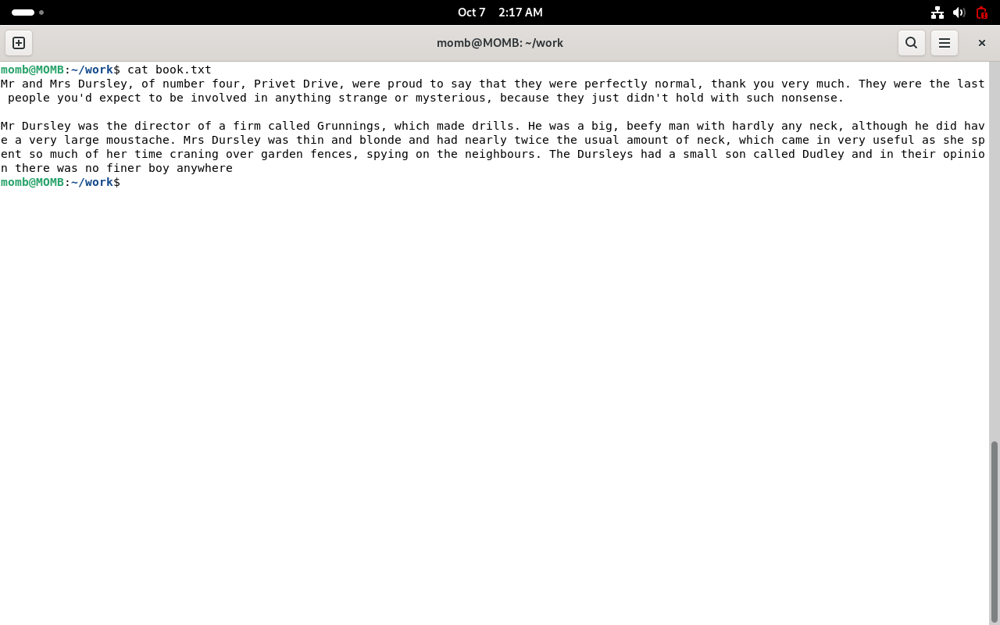 Oct 7 2:17 AM
momb@MOMB: ~/work
momb@MOMB:~/work$ cat book.txt
Mr and Mrs Dursley, of number four, Privet Drive, were proud to say that they were perfectly normal, thank you very much. They were the last
 people you'd expect to be involved in anything strange or mysterious, because they just didn't hold with such nonsense.

Mr Dursley was the director of a firm called Grunnings, which made drills. He was a big, beefy man with hardly any neck, although he did hav
e a very large moustache. Mrs Dursley was thin and blonde and had nearly twice the usual amount of neck, which came in very useful as she sp
ent so much of her time craning over garden fences, spying on the neighbours. The Dursleys had a small son called Dudley and in their opinio
n there was no finer boy anywhere
momb@MOMB:~/work$